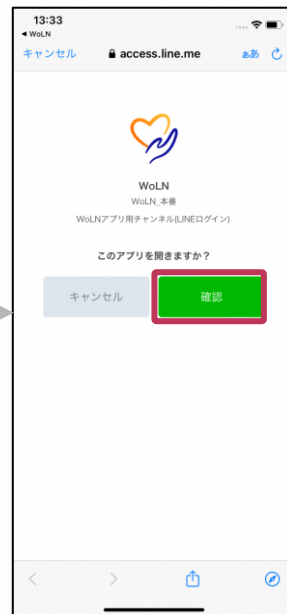 13:33
◀ WoLN
キャンセル access.line.me ぁあ
WoLN
WoLN_本番
WoLNアプリ用チャンネル(LINEログイン)
このアプリを開きますか？
キャンセル 確認